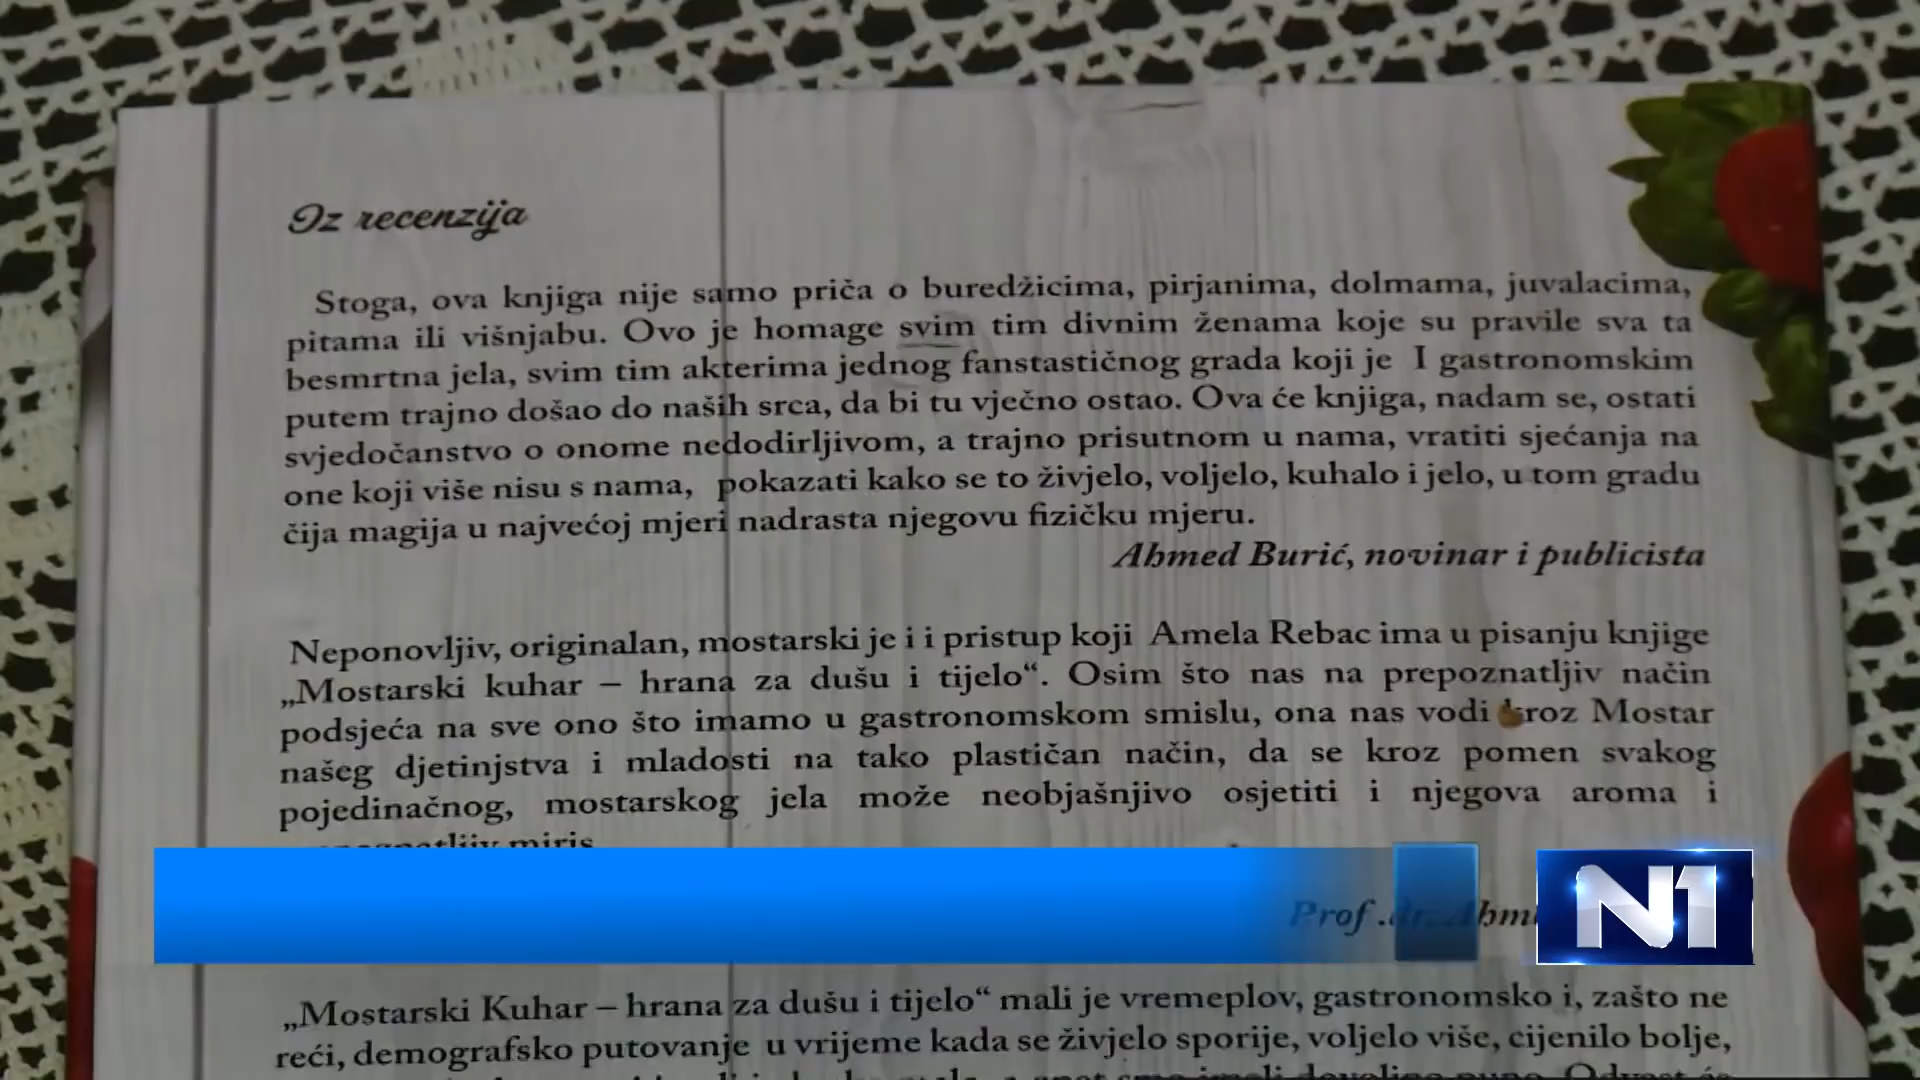 Iz recenzija
Stoga, ova knjiga nije samo priča o buredžicima, pirjanima, dolmama, juvalacima,
pitama ili višnjabu. Ovo je homage svim tim divnim ženama koje su pravile sva ta
besmrtna jela, svim tim akterima jednog fanstastičnog grada koji je I gastronomskim
putem trajno došao do naših srca, da bi tu vječno ostao. Ova će knjiga, nadam se, ostati
svjedočanstvo o onome nedodirljivom, a trajno prisutnom u nama, vratiti sjećanja na
one koji više nisu s nama, pokazati kako se to živjelo, voljelo, kuhalo i jelo, u tom gradu
čija magija u najvećoj mjeri nadrasta njegovu fizičku mjeru.
Ahmed Burić, novinar i publicista
Neponovljiv, originalan, mostarski je i i pristup koji Amela Rebac ima u pisanju knjige
„Mostarski kuhar – hrana za dušu i tijelo“. Osim što nas na prepoznatljiv način
podsjeća na sve ono što imamo u gastronomskom smislu, ona nas vodi kroz Mostar
našeg djetinjstva i mladosti na tako plastičan način, da se kroz pomen svakog
pojedinačnog, mostarskog jela može neobjašnjivo osjetiti i njegova aroma i
miris.
Prof.dr.
N1
„Mostarski Kuhar – hrana za dušu i tijelo“ mali je vremeplov, gastronomsko i, zašto ne
reći, demografsko putovanje u vrijeme kada se živjelo sporije, voljelo više, cijenilo bolje,